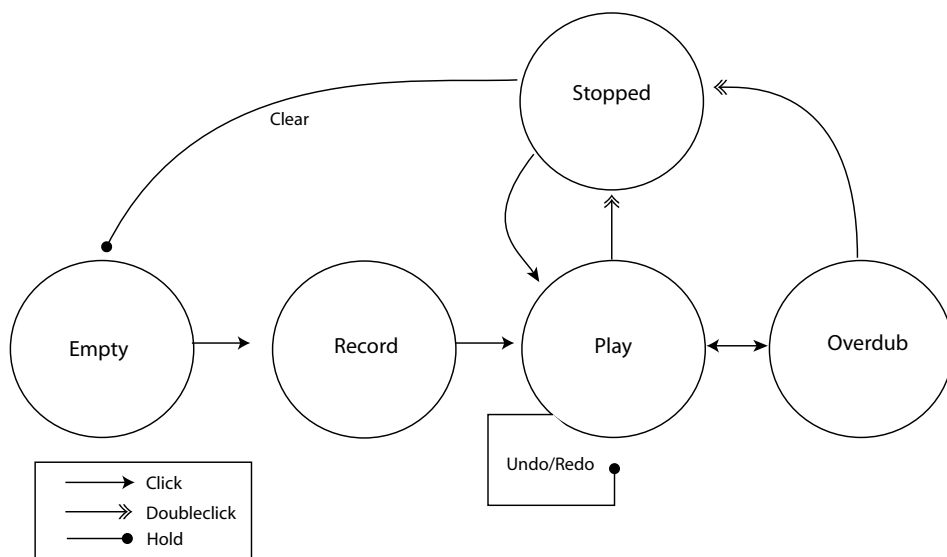 Stopped
Clear
Empty
Record
Play
Overdub
Undo/Redo
Click
Doubleclick
Hold